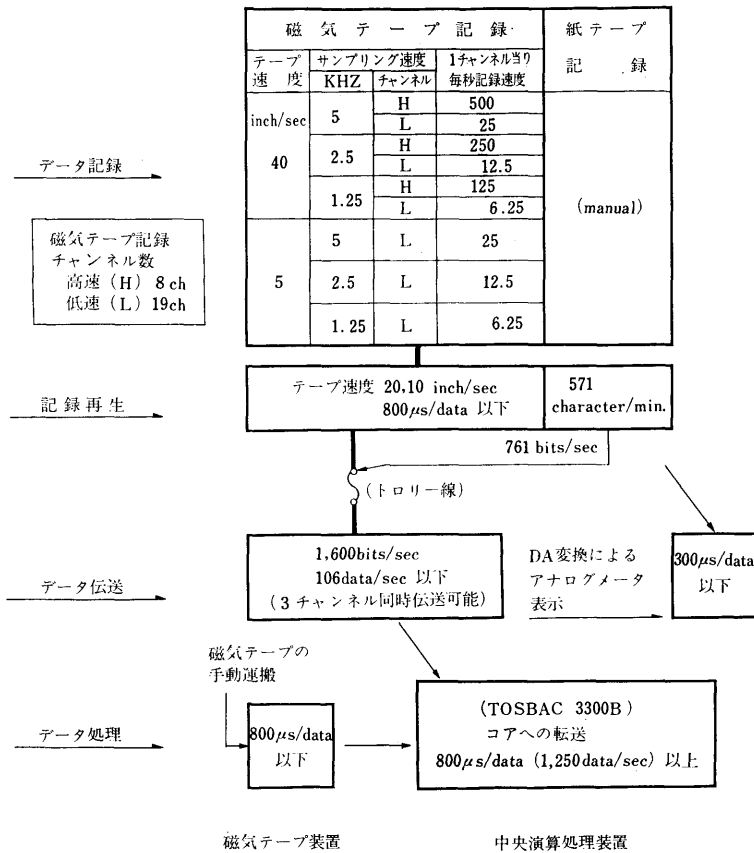 磁気テープ記録 紙テープ
テープ サンプリング速度 1チャンネル当り 記録
速度 KHZ チャンネル 毎秒記録速度
inch/sec 5 H 500
L 25
40 2.5 H 250
L 12.5
1.25 H 125
L 6.25
(manual)
5 5 L 25
2.5 L 12.5
1.25 L 6.25
データ記録
磁気テープ記録
チャンネル数
高速(H) 8ch
低速(L) 19ch
記録再生
テープ速度 20,10 inch/sec
800μs/data 以下
571
character/min.
761 bits/sec
(トロリー線)
データ伝送
1,600bits/sec
106data/sec 以下
(3チャンネル同時伝送可能)
DA変換による
アナログメータ
表示
300μs/data
以下
磁気テープの
手動運搬
データ処理
800μs/data
以下
(TOSBAC 3300B)
コアへの転送
800μs/data (1,250data/sec) 以上
磁気テープ装置 中央演算処理装置